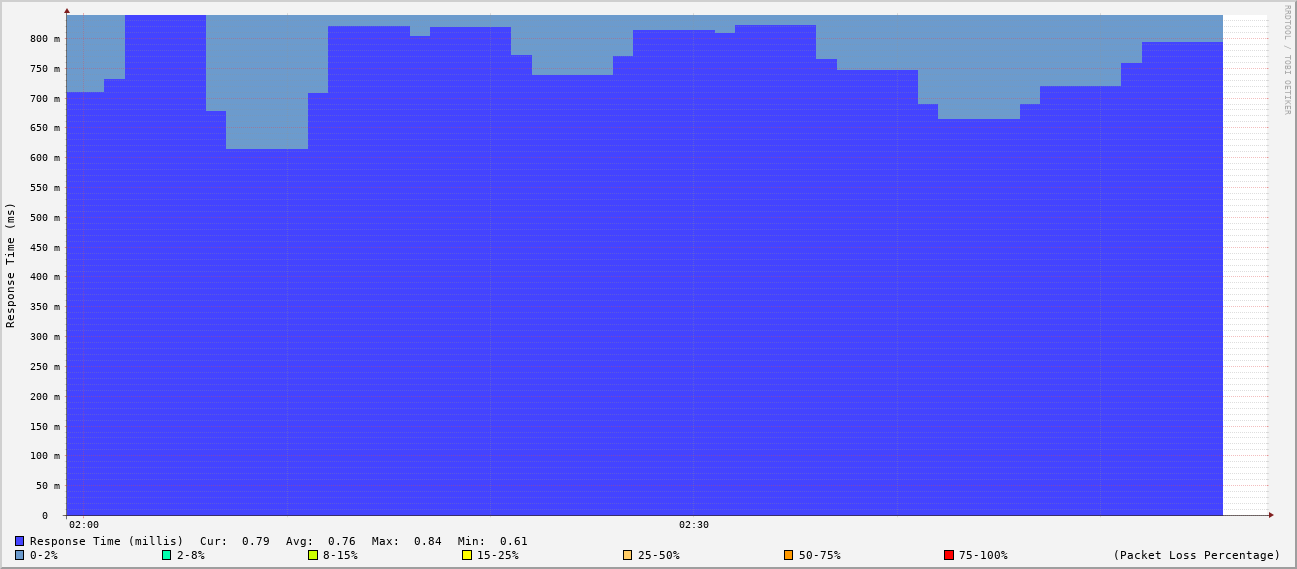 RRDTOOL / TOBI OETIKER
Response Time (ms)
800 m
750 m
700 m
650 m
600 m
550 m
500 m
450 m
400 m
350 m
300 m
250 m
200 m
150 m
100 m
50 m
0
02:00 02:30
Response Time (millis) Cur: 0.79 Avg: 0.76 Max: 0.84 Min: 0.61
0-2% 2-8% 8-15% 15-25% 25-50% 50-75% 75-100% (Packet Loss Percentage)